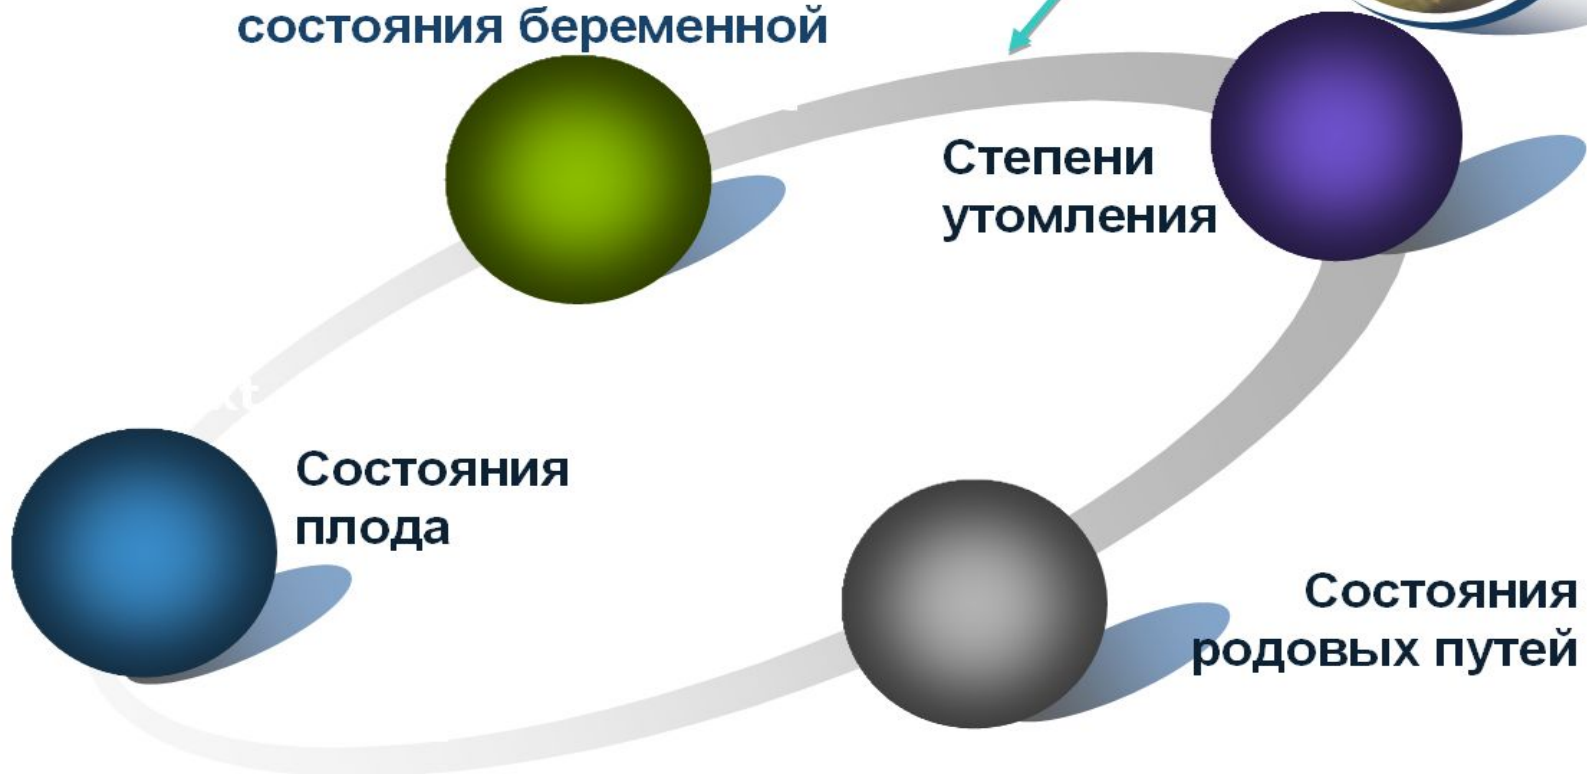 состояния беременной
Степени
утомления
Состояния
плода
Состояния
родовых путей